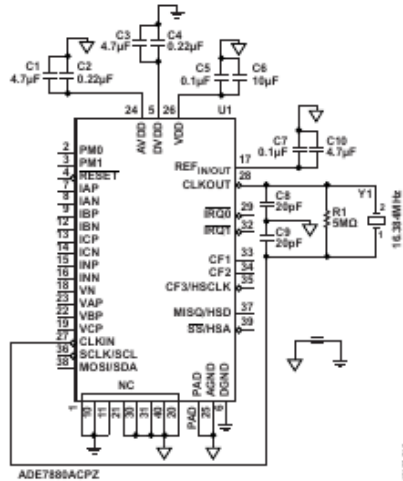 C3
4.7µF
C4
0.22µF
C1
4.7µF
C2
0.22µF
C5
0.1µF
C6
10µF
24
5
26
U1
AVDD
DVDD
VDD
2
PM0
3
PM1
4
RESET
7
IAP
8
IAN
9
IBP
12
IBN
13
ICP
14
ICN
15
INP
16
INN
18
VN
23
VAP
22
VBP
19
VCP
27
CLKIN
36
SCLK/SCL
38
MOSI/SDA
REFIN/OUT
17
CLKOUT
28
IRQ0
29
IRQ1
32
CF1
33
CF2
34
CF3/HSCLK
35
MISO/HSD
37
SS/HSA
39
C7
0.1µF
C10
4.7µF
C8
20pF
C9
20pF
R1
5MΩ
Y1
2
1
16.384MHz
NC
PAD
AGND
DGND
1
10
11
21
30
31
40
20
PAD
25
6
ADE7880ACPZ